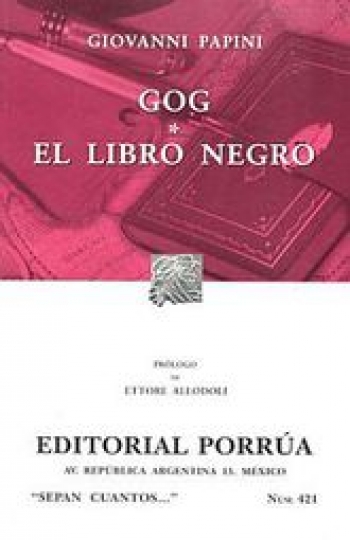 GIOVANNI PAPINI
GOG
*
EL LIBRO NEGRO
PRÓLOGO
DE
ETTORE ALLODOLI
EDITORIAL PORRÚA
AV. REPÚBLICA ARGENTINA 15. MÉXICO
"SEPAN CUANTOS..." NÚM. 421